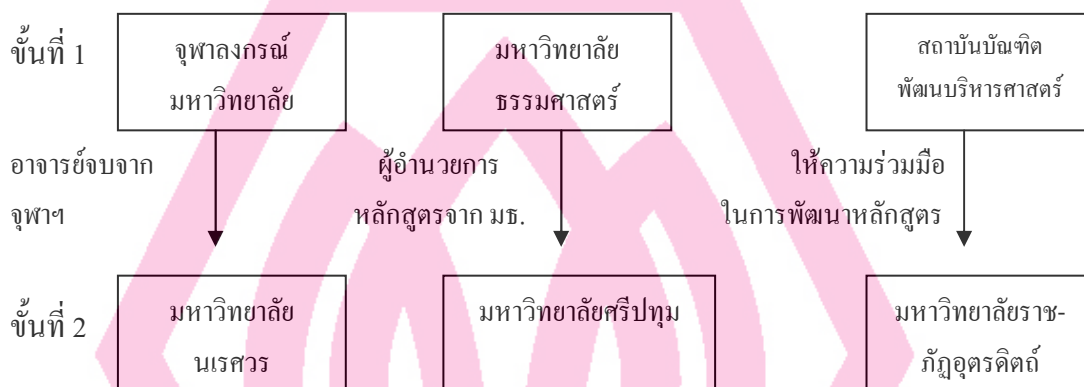 ขั้นที่ 1
จุฬาลงกรณ์
มหาวิทยาลัย
มหาวิทยาลัย
ธรรมศาสตร์
สถาบันบัณฑิต
พัฒนบริหารศาสตร์
อาจารย์จบจาก
จุฬาฯ
ผู้อำนวยการ
หลักสูตรจาก มธ.
ให้ความร่วมมือ
ในการพัฒนาหลักสูตร
ขั้นที่ 2
มหาวิทยาลัย
นเรศวร
มหาวิทยาลัยศรีปทุม
มหาวิทยาลัยราช-
ภัฏอุตรดิตถ์